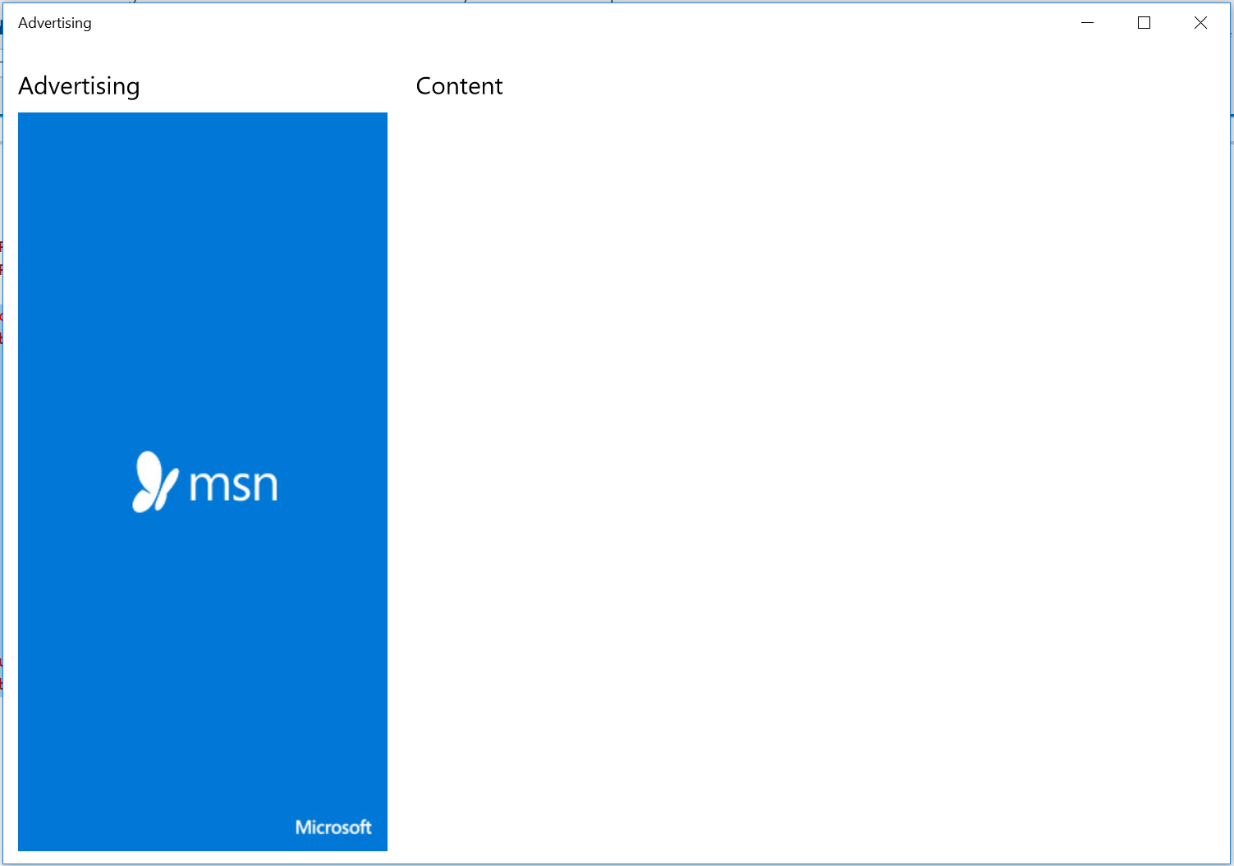 Advertising
Advertising
Content
msn
Microsoft